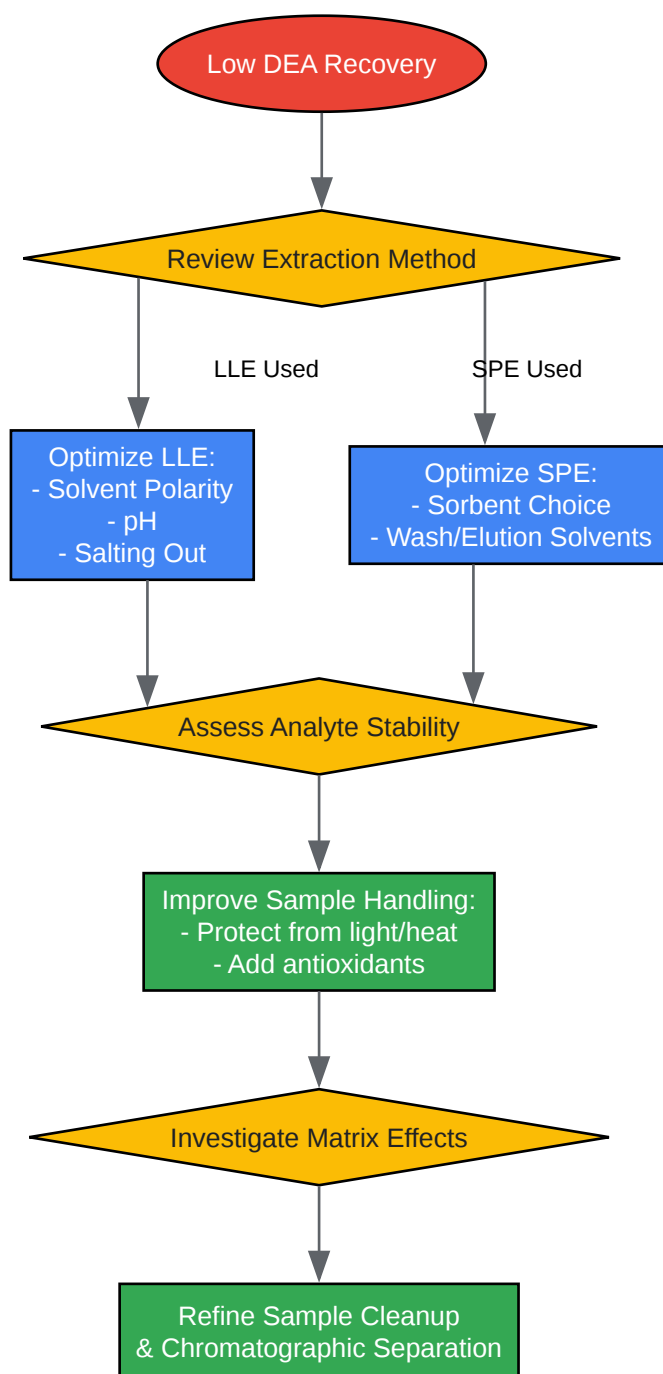 Low DEA Recovery
Review Extraction Method
LLE Used
SPE Used
Optimize LLE:
- Solvent Polarity
- pH
- Salting Out
Optimize SPE:
- Sorbent Choice
- Wash/Elution Solvents
Assess Analyte Stability
Improve Sample Handling:
- Protect from light/heat
- Add antioxidants
Investigate Matrix Effects
Refine Sample Cleanup
& Chromatographic Separation